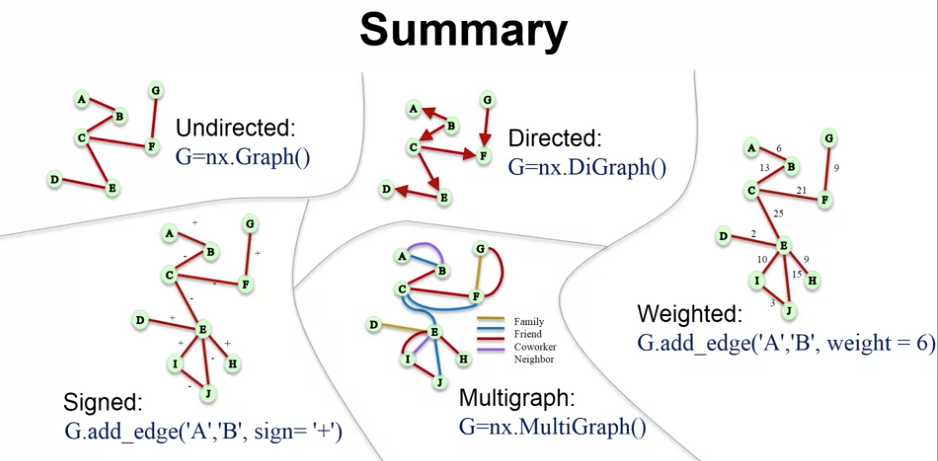 Summary
A
B
C
D
E
F
G
Undirected:
G=nx.Graph()
A
B
C
D
E
F
G
Directed:
G=nx.DiGraph()
A
B
C
D
E
F
G
I
J
H
6
13
21
9
25
2
10
9
15
3
Weighted:
G.add_edge('A','B', weight = 6)
A
B
C
D
E
F
G
I
J
H
+
-
-
+
-
+
+
-
+
-
Signed:
G.add_edge('A','B', sign= '+')
A
B
C
D
E
F
G
I
J
H
Family
Friend
Coworker
Neighbor
Multigraph:
G=nx.MultiGraph()